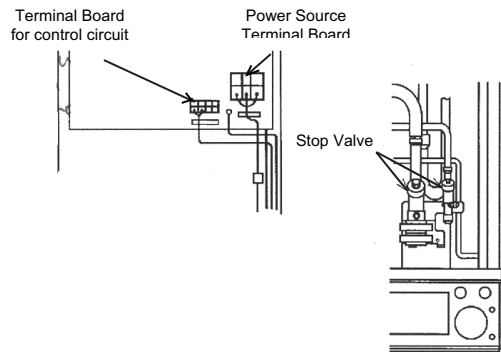 Terminal Board
for control circuit
Power Source
Terminal Board
Stop Valve